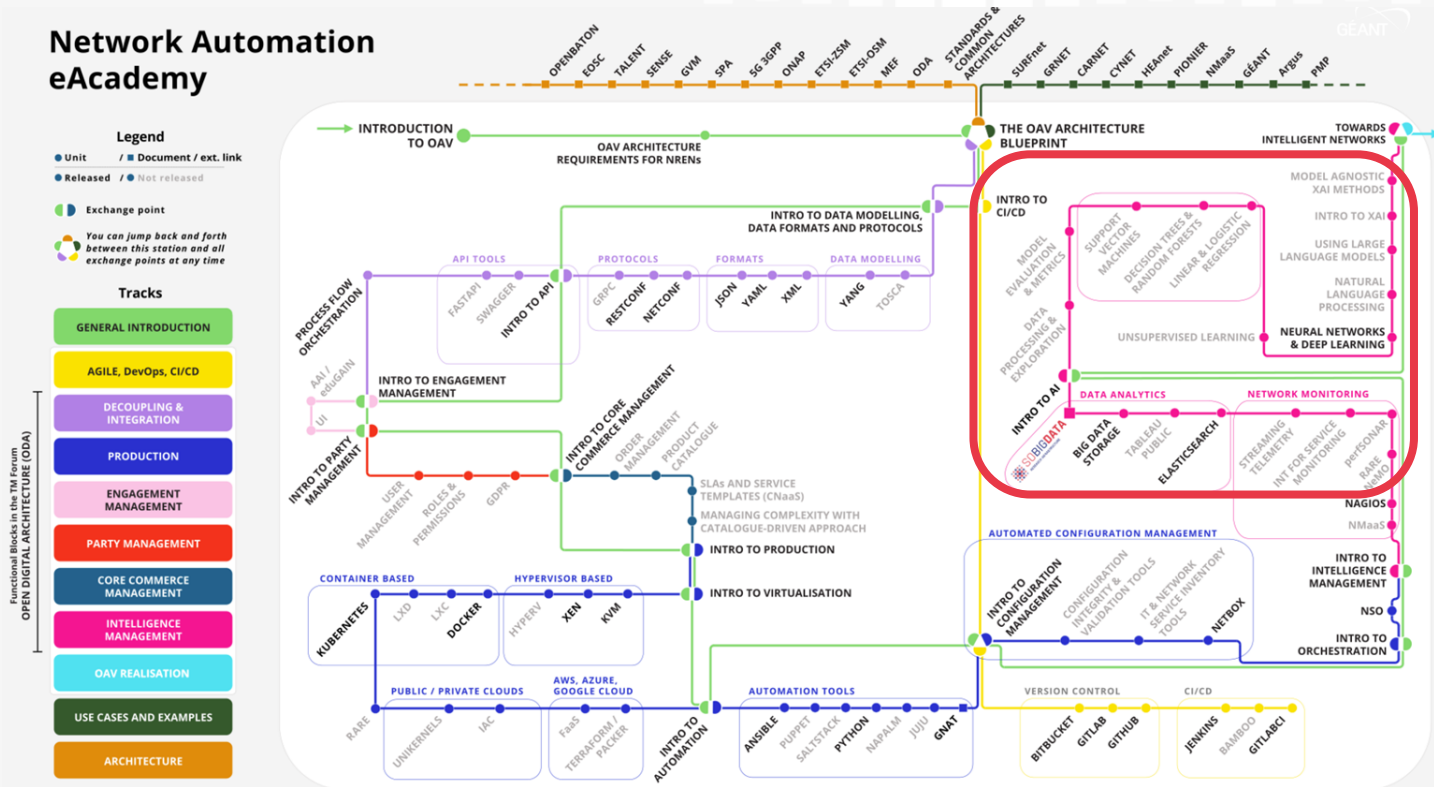 Network Automation
eAcademy
GÉANT
Legend
Unit / Document / ext. link
Released / Not released
Exchange point
You can jump back and forth
between this station and all
exchange points at any time
Tracks
GENERAL INTRODUCTION
AGILE, DevOps, CI/CD
DECOUPLING &
INTEGRATION
PRODUCTION
ENGAGEMENT
MANAGEMENT
PARTY MANAGEMENT
CORE COMMERCE
MANAGEMENT
INTELLIGENCE
MANAGEMENT
OAV REALISATION
USE CASES AND EXAMPLES
ARCHITECTURE
Functional Blocks in the TM Forum
OPEN DIGITAL ARCHITECTURE (ODA)
OPENBATON
EOSC
TALENT
SENSE
GVM
SPA
5G 3GPP
ONAP
ETSI-ZSM
ETSI-OSM
MEF
ODA
STANDARDS &
COMMON
ARCHITECTURES
SURFnet
GRNET
CARNET
CYNET
HEAnet
PIONIER
NMaaS
GÉANT
Argus
PMP
INTRODUCTION
TO OAV
OAV ARCHITECTURE
REQUIREMENTS FOR NRENs
THE OAV ARCHITECTURE
BLUEPRINT
TOWARDS
INTELLIGENT NETWORKS
INTRO TO
CI/CD
INTRO TO DATA MODELLING,
DATA FORMATS AND PROTOCOLS
API TOOLS
PROTOCOLS
FORMATS
DATA MODELLING
PROCESS FLOW
ORCHESTRATION
FASTAPI
SWAGGER
INTRO TO API
GRPC
RESTCONF
NETCONF
JSON
YAML
XML
YANG
TOSCA
MODEL AGNOSTIC
XAI METHODS
INTRO TO XAI
USING LARGE
LANGUAGE MODELS
NATURAL
LANGUAGE
PROCESSING
NEURAL NETWORKS
& DEEP LEARNING
UNSUPERVISED LEARNING
LINEAR & LOGISTIC
REGRESSION
DECISION TREES &
RANDOM FORESTS
SUPPORT
VECTOR
MACHINES
MODEL
EVALUATION
& METRICS
DATA
PROCESSING &
EXPLORATION
INTRO TO AI
DATA ANALYTICS
NETWORK MONITORING
SOBIGDATA
BIG DATA
STORAGE
TABLEAU
PUBLIC
ELASTICSEARCH
STREAMING
TELEMETRY
INT FOR SERVICE
MONITORING
perfSONAR
RARE
NeMO
NAGIOS
NMaaS
AAI /
eduGAIN
UI
INTRO TO ENGAGEMENT
MANAGEMENT
INTRO TO PARTY
MANAGEMENT
USER
MANAGEMENT
ROLES &
PERMISSIONS
GDPR
INTRO TO CORE
COMMERCE MANAGEMENT
ORDER
MANAGEMENT
PRODUCT
CATALOGUE
SLAs AND SERVICE
TEMPLATES (CNaaS)
MANAGING COMPLEXITY WITH
CATALOGUE-DRIVEN APPROACH
INTRO TO PRODUCTION
INTRO TO VIRTUALISATION
CONTAINER BASED
HYPERVISOR BASED
KUBERNETES
LXD
LXC
DOCKER
HYPERV
XEN
KVM
AUTOMATED CONFIGURATION MANAGEMENT
INTRO TO
CONFIGURATION
MANAGEMENT
CONFIGURATION
INTEGRITY &
VALIDATION TOOLS
IT & NETWORK
SERVICE INVENTORY
TOOLS
NETBOX
INTRO TO
INTELLIGENCE
MANAGEMENT
NSO
INTRO TO
ORCHESTRATION
PUBLIC / PRIVATE CLOUDS
AWS, AZURE,
GOOGLE CLOUD
AUTOMATION TOOLS
VERSION CONTROL
CI/CD
RARE
UNIKERNELS
IAC
FaaS
TERRAFORM /
PACKER
INTRO TO
AUTOMATION
ANSIBLE
PUPPET
SALTSTACK
PYTHON
NAPALM
JUJU
GNAT
BITBUCKET
GITLAB
GITHUB
JENKINS
BAMBOO
GITLABCI